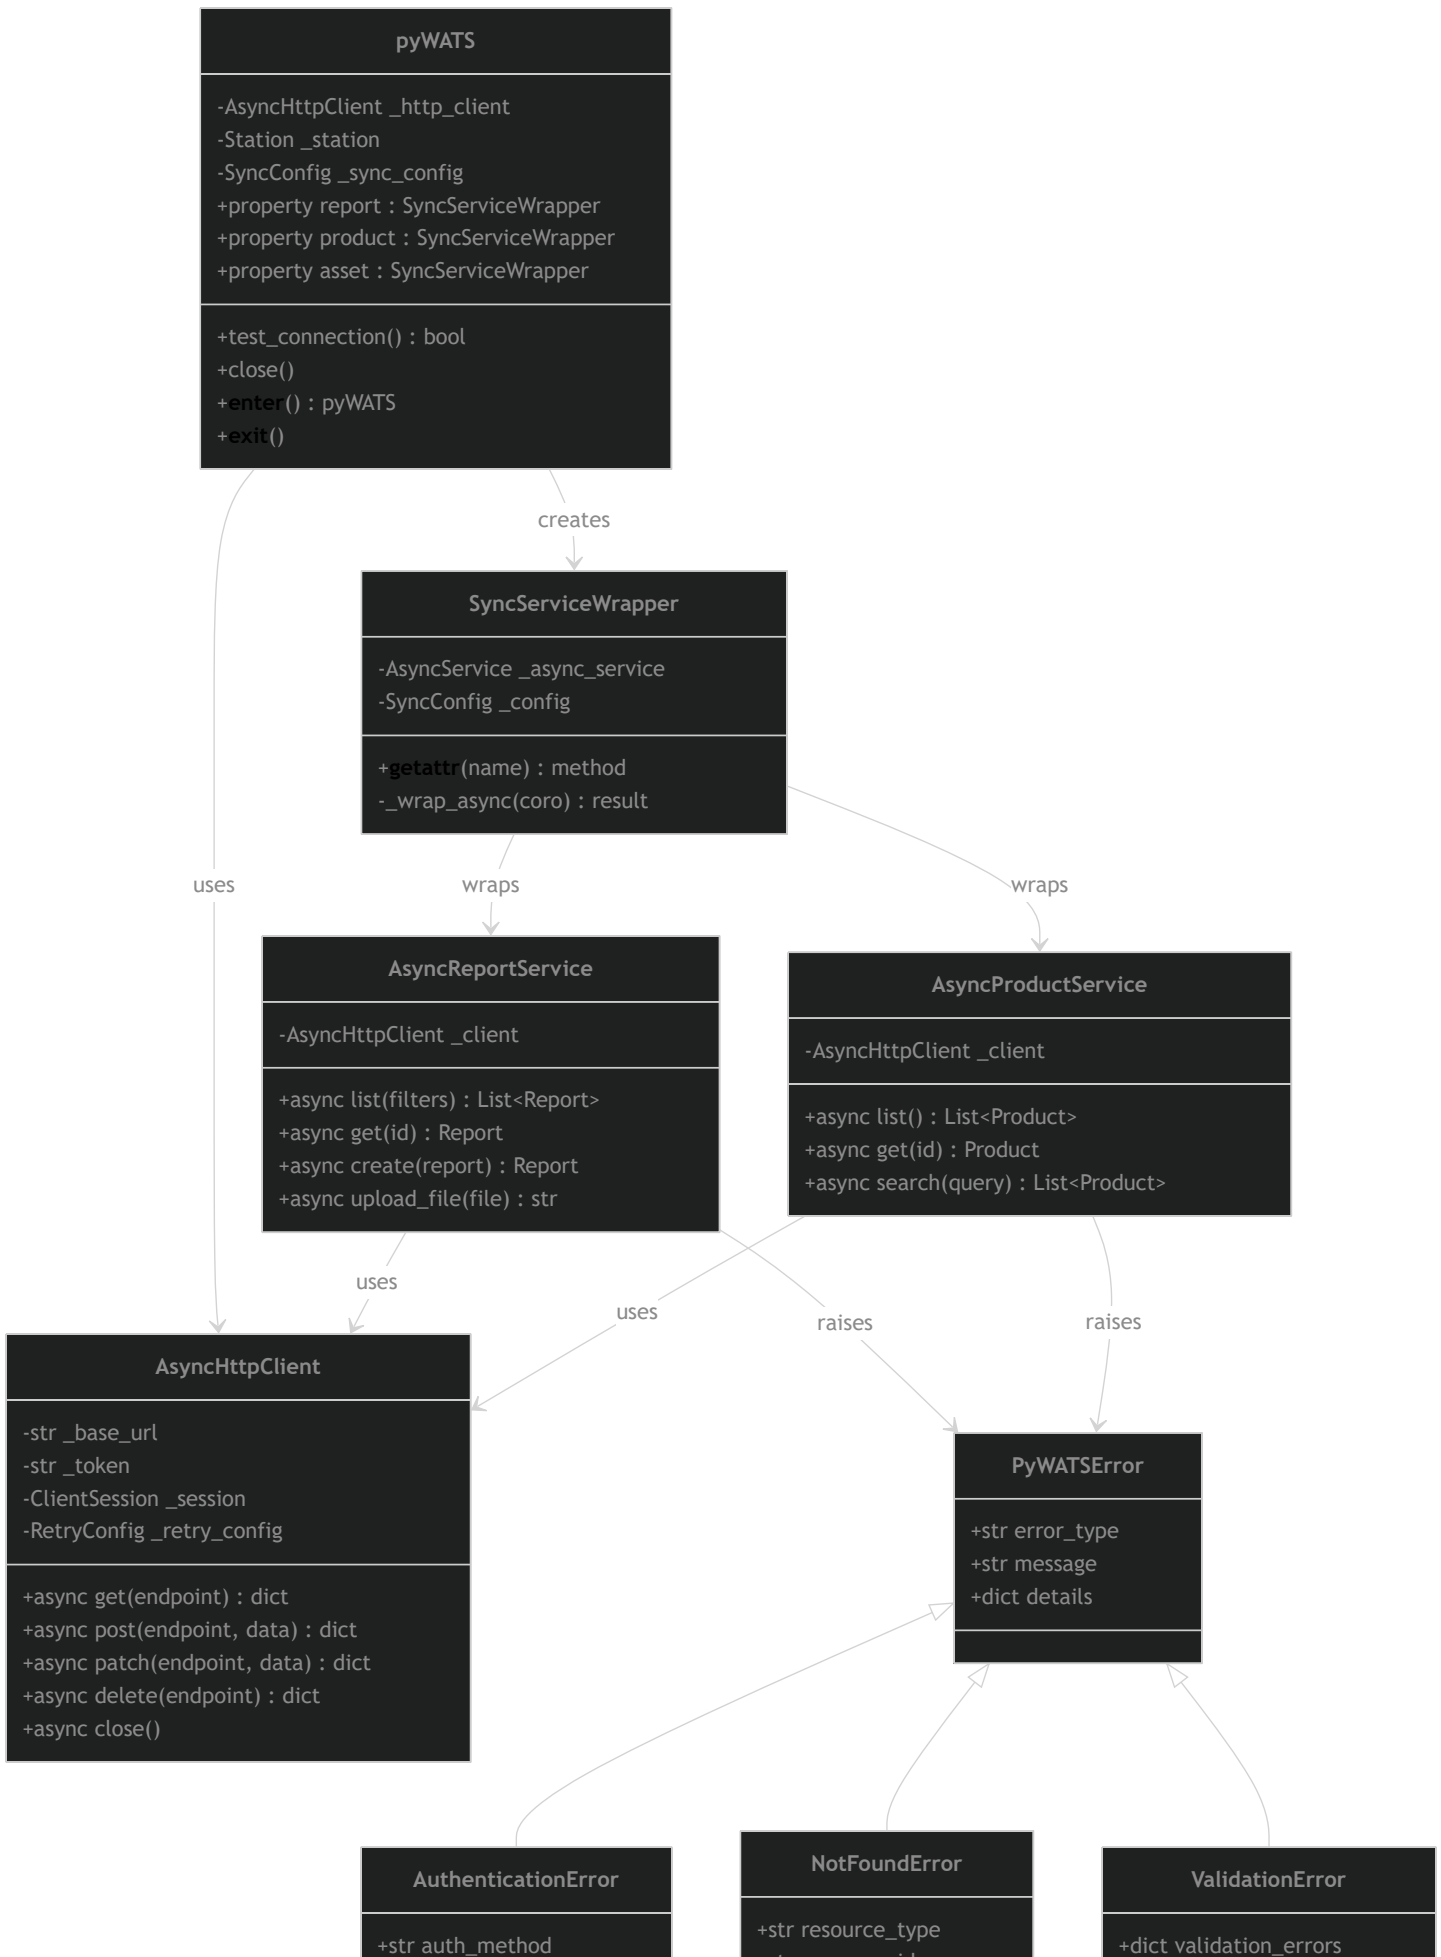 pyWATS
-AsyncHttpClient _http_client
-Station _station
-SyncConfig _sync_config
+property report : SyncServiceWrapper
+property product : SyncServiceWrapper
+property asset : SyncServiceWrapper
+test_connection() : bool
+close()
+enter() : pyWATS
+exit()
creates
SyncServiceWrapper
-AsyncService _async_service
-SyncConfig _config
+getattr(name) : method
-_wrap_async(coro) : result
uses
wraps
wraps
AsyncReportService
-AsyncHttpClient _client
+async list(filters) : List<Report>
+async get(id) : Report
+async create(report) : Report
+async upload_file(file) : str
AsyncProductService
-AsyncHttpClient _client
+async list() : List<Product>
+async get(id) : Product
+async search(query) : List<Product>
uses
uses
raises
raises
AsyncHttpClient
-str _base_url
-str _token
-ClientSession _session
-RetryConfig _retry_config
+async get(endpoint) : dict
+async post(endpoint, data) : dict
+async patch(endpoint, data) : dict
+async delete(endpoint) : dict
+async close()
PyWATSError
+str error_type
+str message
+dict details
AuthenticationError
+str auth_method
NotFoundError
+str resource_type
ValidationError
+dict validation_errors